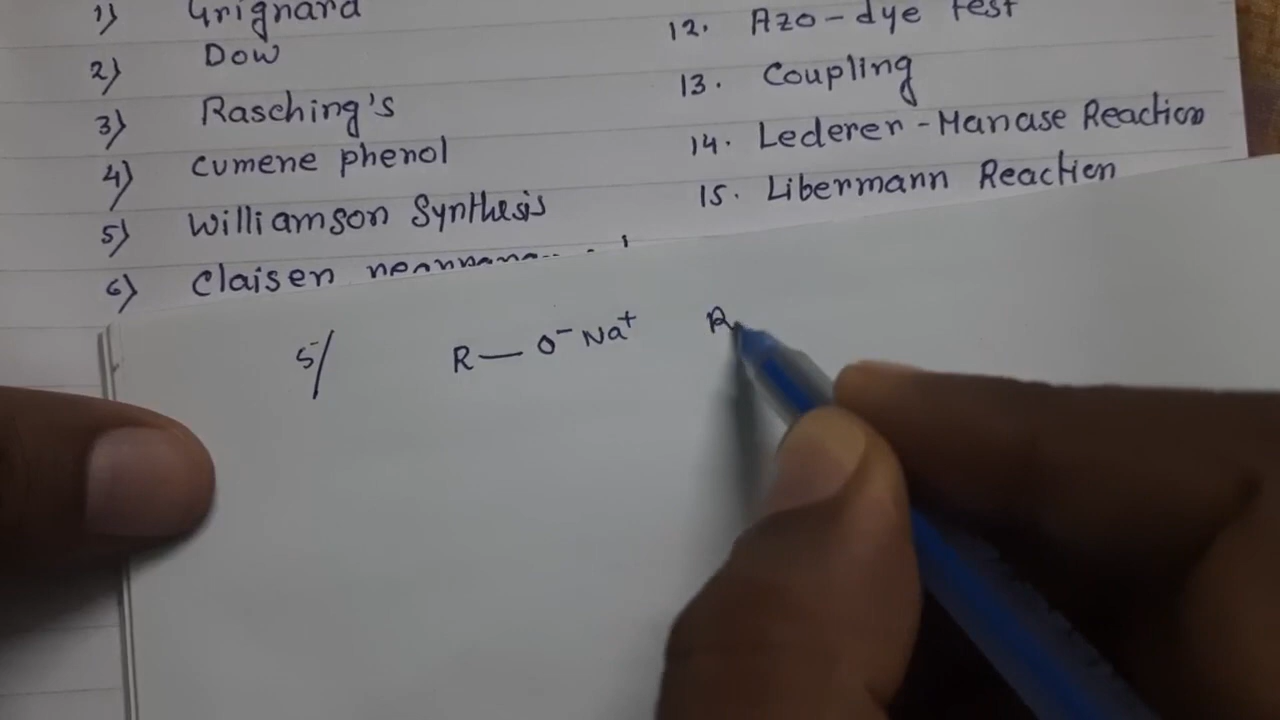 1) Grignard
2) Dow
3) Rasching's
4) cumene phenol
5) Williamson Synthesis
6) Claisen
12. Azo-dye test
13. Coupling
14. Lederer-Manase Reaction
15. Libermann Reaction
5/ R — O⁻ Na⁺ R